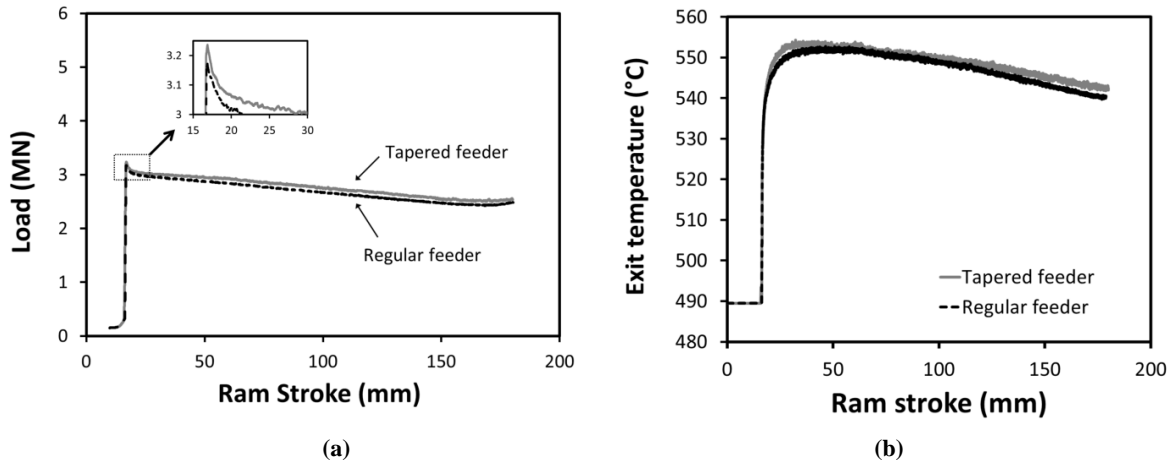 6
5
4
3
2
1
0
Load (MN)
3.2
3.1
3
15 20 25 30
Tapered feeder
Regular feeder
0 50 100 150 200
Ram Stroke (mm)
(a)
560
550
540
530
520
510
500
490
480
Exit temperature (°C)
Tapered feeder
Regular feeder
0 50 100 150 200
Ram stroke (mm)
(b)